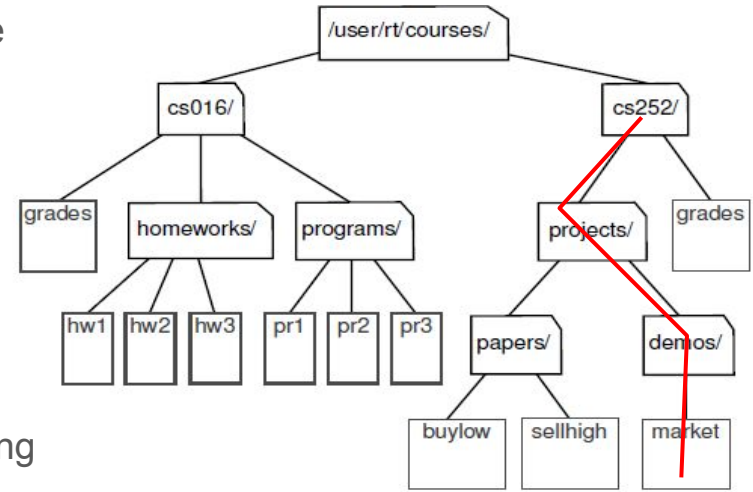 e
/user/rt/courses/
cs016/
cs252/
grades
homeworks/
programs/
projects/
grades
hw1
hw2
hw3
pr1
pr2
pr3
papers/
demos/
buylow
sellhigh
market
ng